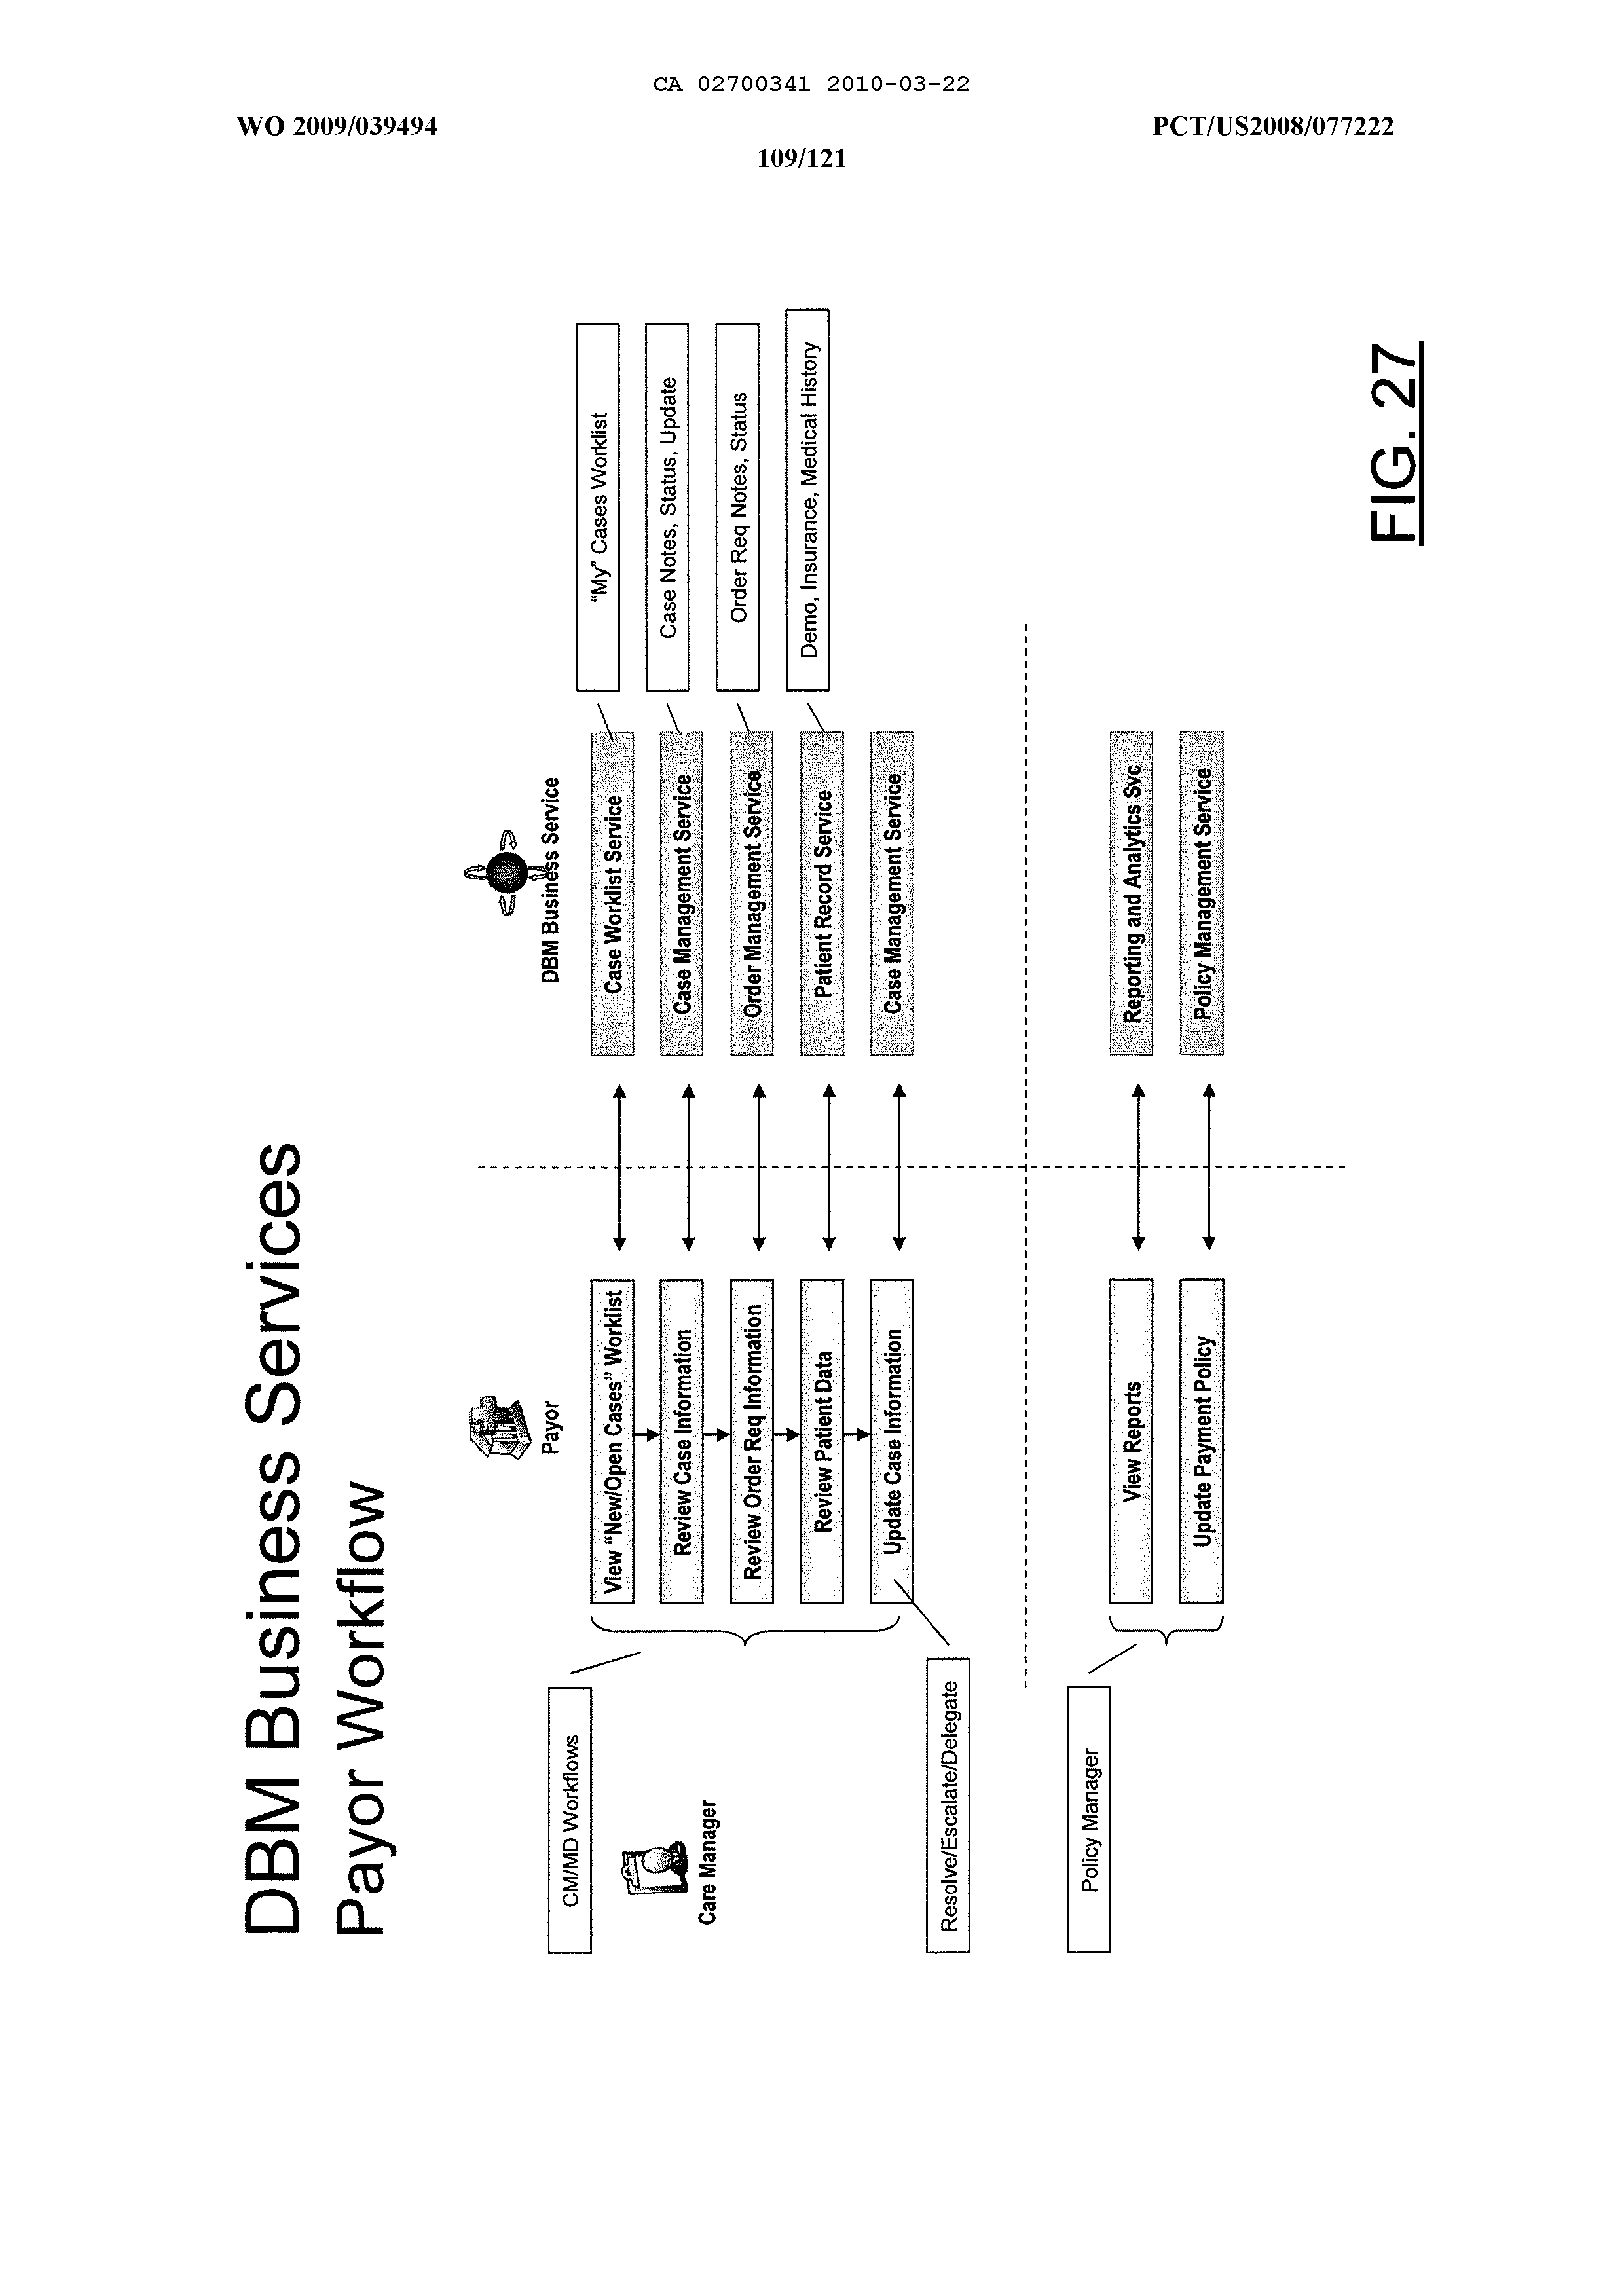 CA 02700341 2010-03-22
WO 2009/039494
PCT/US2008/077222
109/121
DBM Business Services
Payor Workflow
Payor
DBM Business Service
CM/MD Workflows
Care Manager
View “New/Open Cases” Worklist
Case Worklist Service
“My” Cases Worklist
Review Case Information
Case Management Service
Case Notes, Status, Update
Review Order Req Information
Order Management Service
Order Req Notes, Status
Review Patient Data
Patient Record Service
Demo, Insurance, Medical History
Update Case Information
Case Management Service
Resolve/Escalate/Delegate
Policy Manager
View Reports
Reporting and Analytics Svc
Update Payment Policy
Policy Management Service
FIG. 27